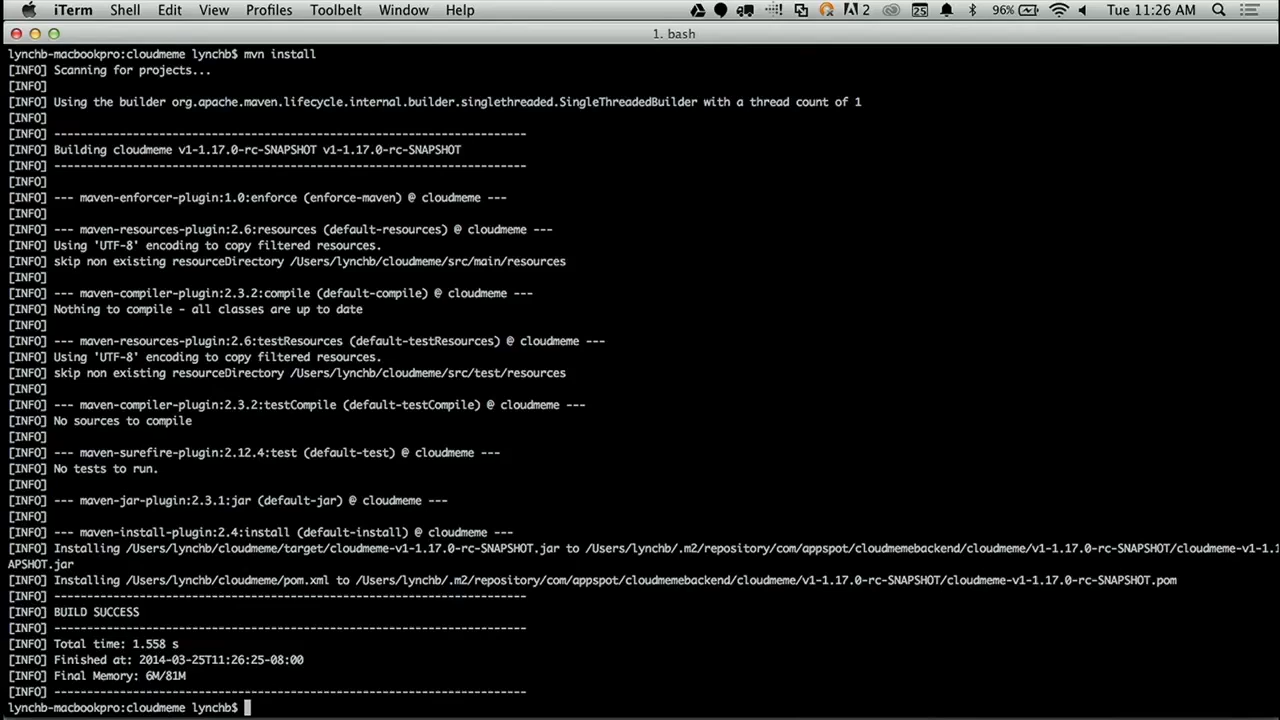 iTerm Shell Edit View Profiles Toolbelt Window Help 2 25 96% Tue 11:26 AM
1. bash
lynchb-macbookpro:cloudmeme lynchb$ mvn install
[INFO] Scanning for projects...
[INFO]
[INFO] Using the builder org.apache.maven.lifecycle.internal.builder.singlethreaded.SingleThreadedBuilder with a thread count of 1
[INFO]
[INFO] ------------------------------------------------------------------------
[INFO] Building cloudmeme v1-1.17.0-rc-SNAPSHOT v1-1.17.0-rc-SNAPSHOT
[INFO] ------------------------------------------------------------------------
[INFO]
[INFO] --- maven-enforcer-plugin:1.0:enforce (enforce-maven) @ cloudmeme ---
[INFO]
[INFO] --- maven-resources-plugin:2.6:resources (default-resources) @ cloudmeme ---
[INFO] Using 'UTF-8' encoding to copy filtered resources.
[INFO] skip non existing resourceDirectory /Users/lynchb/cloudmeme/src/main/resources
[INFO]
[INFO] --- maven-compiler-plugin:2.3.2:compile (default-compile) @ cloudmeme ---
[INFO] Nothing to compile - all classes are up to date
[INFO]
[INFO] --- maven-resources-plugin:2.6:testResources (default-testResources) @ cloudmeme ---
[INFO] Using 'UTF-8' encoding to copy filtered resources.
[INFO] skip non existing resourceDirectory /Users/lynchb/cloudmeme/src/test/resources
[INFO]
[INFO] --- maven-compiler-plugin:2.3.2:testCompile (default-testCompile) @ cloudmeme ---
[INFO] No sources to compile
[INFO]
[INFO] --- maven-surefire-plugin:2.12.4:test (default-test) @ cloudmeme ---
[INFO] No tests to run.
[INFO]
[INFO] --- maven-jar-plugin:2.3.1:jar (default-jar) @ cloudmeme ---
[INFO]
[INFO] --- maven-install-plugin:2.4:install (default-install) @ cloudmeme ---
[INFO] Installing /Users/lynchb/cloudmeme/target/cloudmeme-v1-1.17.0-rc-SNAPSHOT.jar to /Users/lynchb/.m2/repository/com/appspot/cloudmemebackend/cloudmeme/v1-1.17.0-rc-SNAPSHOT/cloudmeme-v1-1.1
APSHOT.jar
[INFO] Installing /Users/lynchb/cloudmeme/pom.xml to /Users/lynchb/.m2/repository/com/appspot/cloudmemebackend/cloudmeme/v1-1.17.0-rc-SNAPSHOT/cloudmeme-v1-1.17.0-rc-SNAPSHOT.pom
[INFO] ------------------------------------------------------------------------
[INFO] BUILD SUCCESS
[INFO] ------------------------------------------------------------------------
[INFO] Total time: 1.558 s
[INFO] Finished at: 2014-03-25T11:26:25-08:00
[INFO] Final Memory: 6M/81M
[INFO] ------------------------------------------------------------------------
lynchb-macbookpro:cloudmeme lynchb$